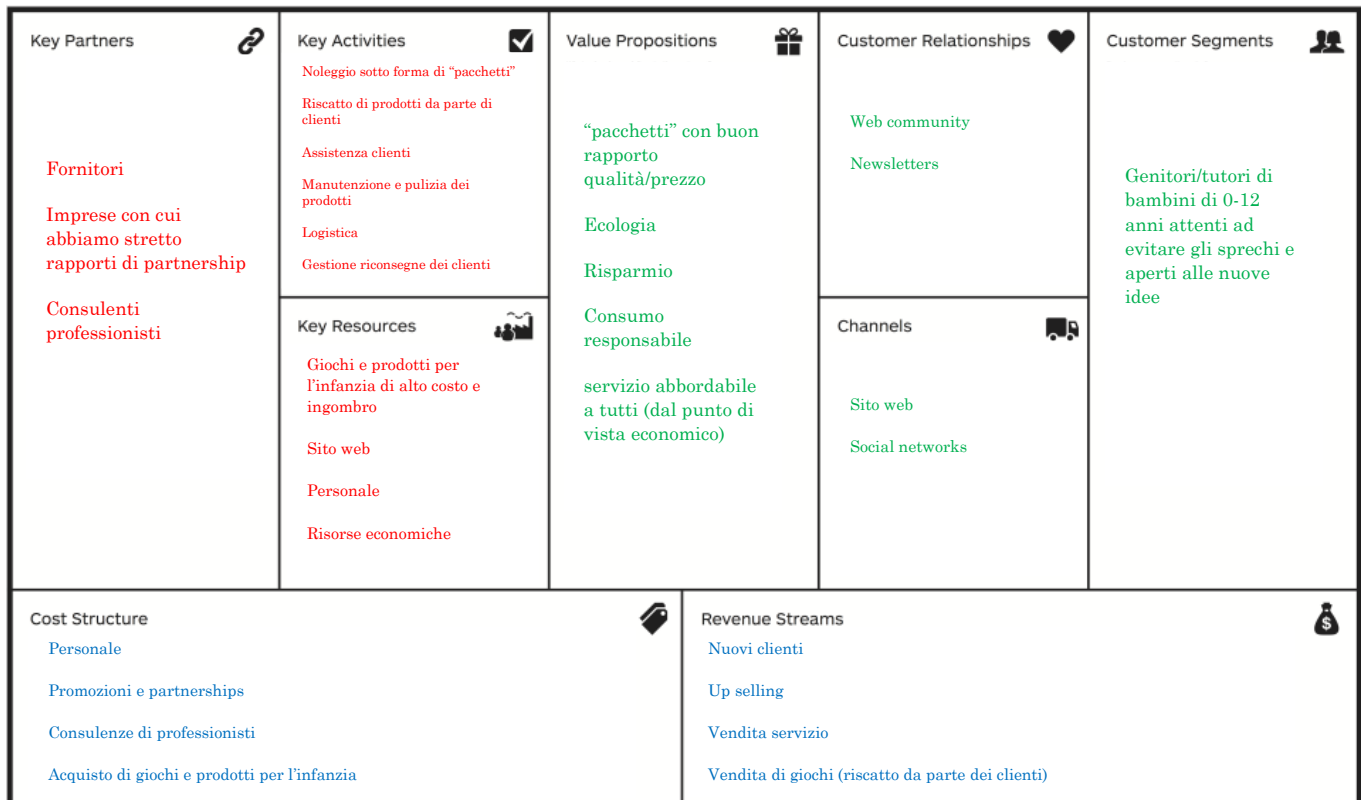 Key Partners
Fornitori
Imprese con cui
abbiamo stretto
rapporti di partnership
Consulenti
professionisti
Key Activities
Noleggio sotto forma di “pacchetti”
Riscatto di prodotti da parte di
clienti
Assistenza clienti
Manutenzione e pulizia dei
prodotti
Logistica
Gestione riconsegne dei clienti
Key Resources
Giochi e prodotti per
l’infanzia di alto costo e
ingombro
Sito web
Personale
Risorse economiche
Value Propositions
“pacchetti” con buon
rapporto
qualità/prezzo
Ecologia
Risparmio
Consumo
responsabile
servizio abbordabile
a tutti (dal punto di
vista economico)
Customer Relationships
Web community
Newsletters
Channels
Sito web
Social networks
Customer Segments
Genitori/tutori di
bambini di 0-12
anni attenti ad
evitare gli sprechi e
aperti alle nuove
idee
Cost Structure
Personale
Promozioni e partnerships
Consulenze di professionisti
Acquisto di giochi e prodotti per l’infanzia
Revenue Streams
$
Nuovi clienti
Up selling
Vendita servizio
Vendita di giochi (riscatto da parte dei clienti)